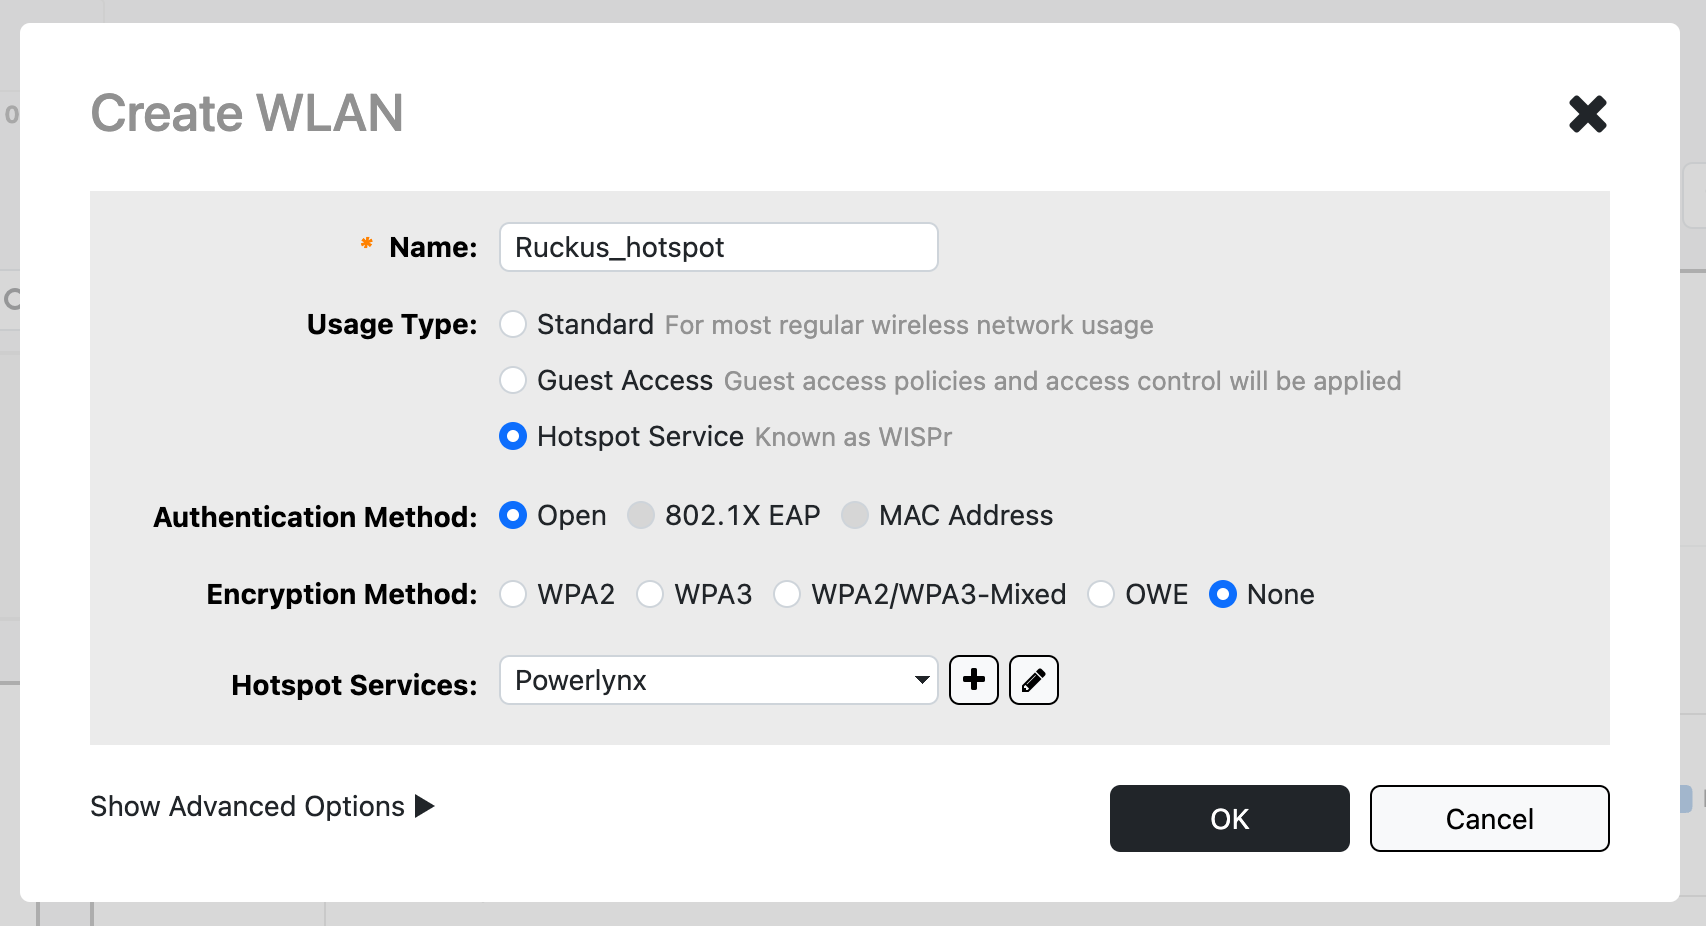 Create WLAN
* Name: Ruckus_hotspot
Usage Type: Standard For most regular wireless network usage
Guest Access Guest access policies and access control will be applied
Hotspot Service Known as WISPr
Authentication Method: Open 802.1X EAP MAC Address
Encryption Method: WPA2 WPA3 WPA2/WPA3-Mixed OWE None
Hotspot Services: Powerlynx
Show Advanced Options
OK Cancel